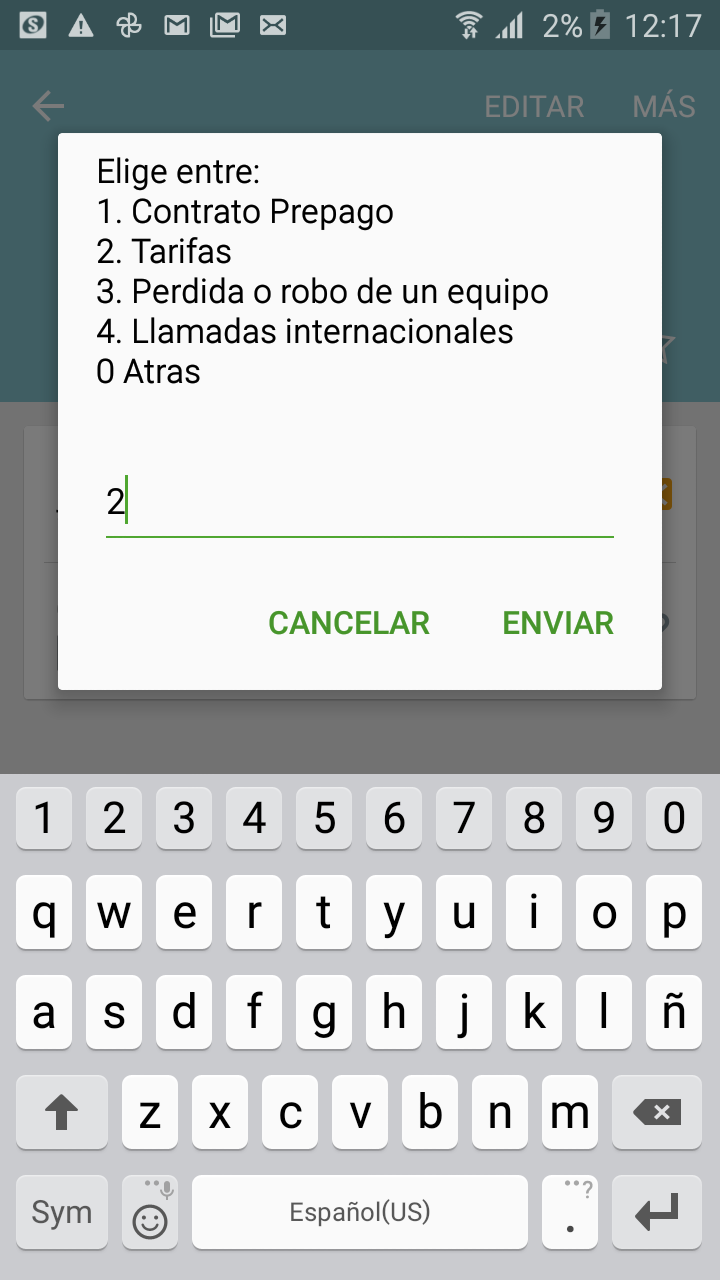 2% 12:17
EDITAR MÁS
Elige entre:
1. Contrato Prepago
2. Tarifas
3. Perdida o robo de un equipo
4. Llamadas internacionales
0 Atras
2
CANCELAR ENVIAR
1 2 3 4 5 6 7 8 9 0
q w e r t y u i o p
a s d f g h j k l ñ
z x c v b n m
Sym Español(US) . ?